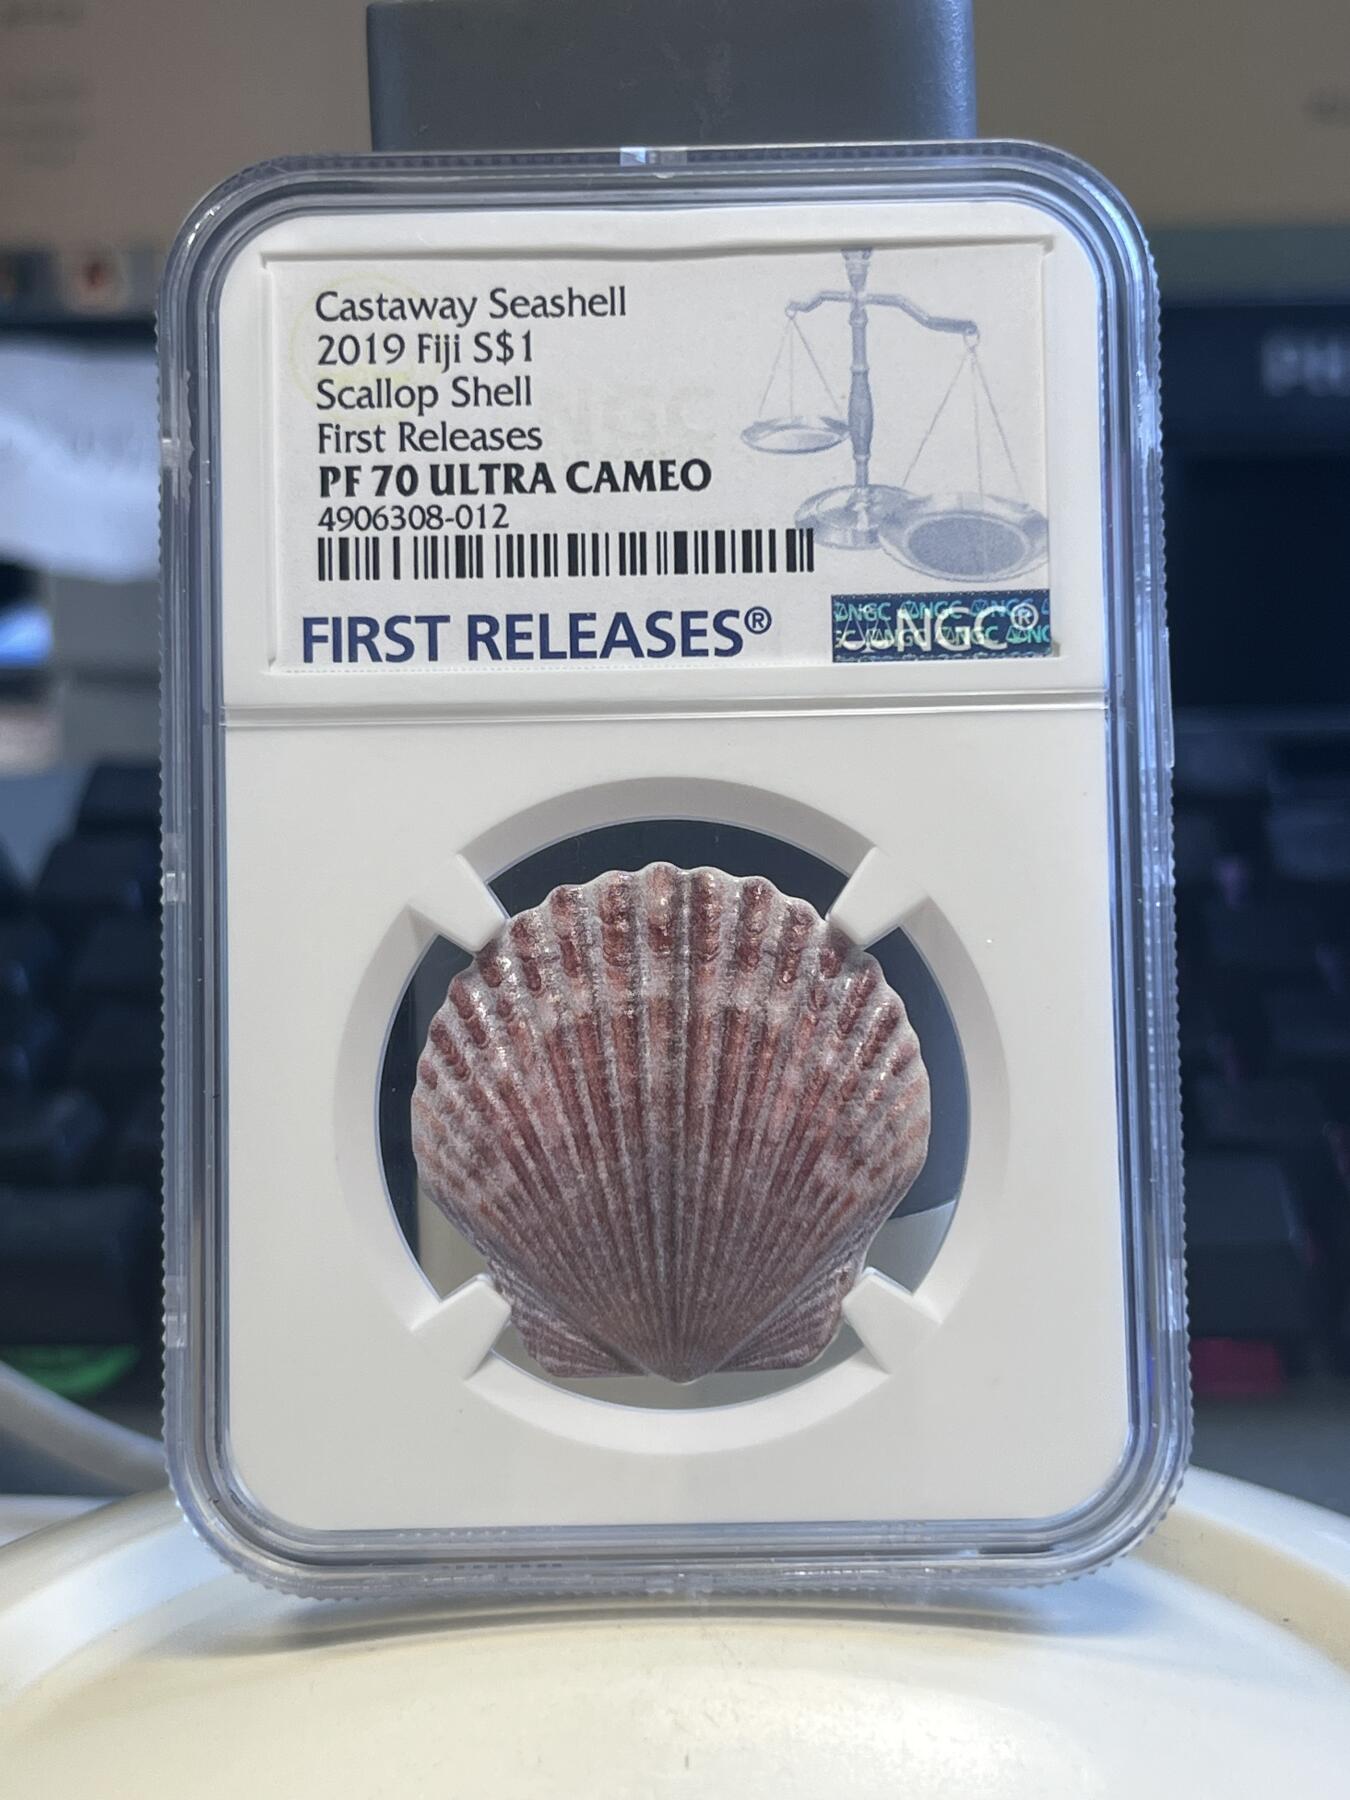 Castaway Seashell
2019 Fiji S$1
Scallop Shell
First Releases
PF 70 ULTRA CAMEO
4906308-012
FIRST RELEASES®
NGC®